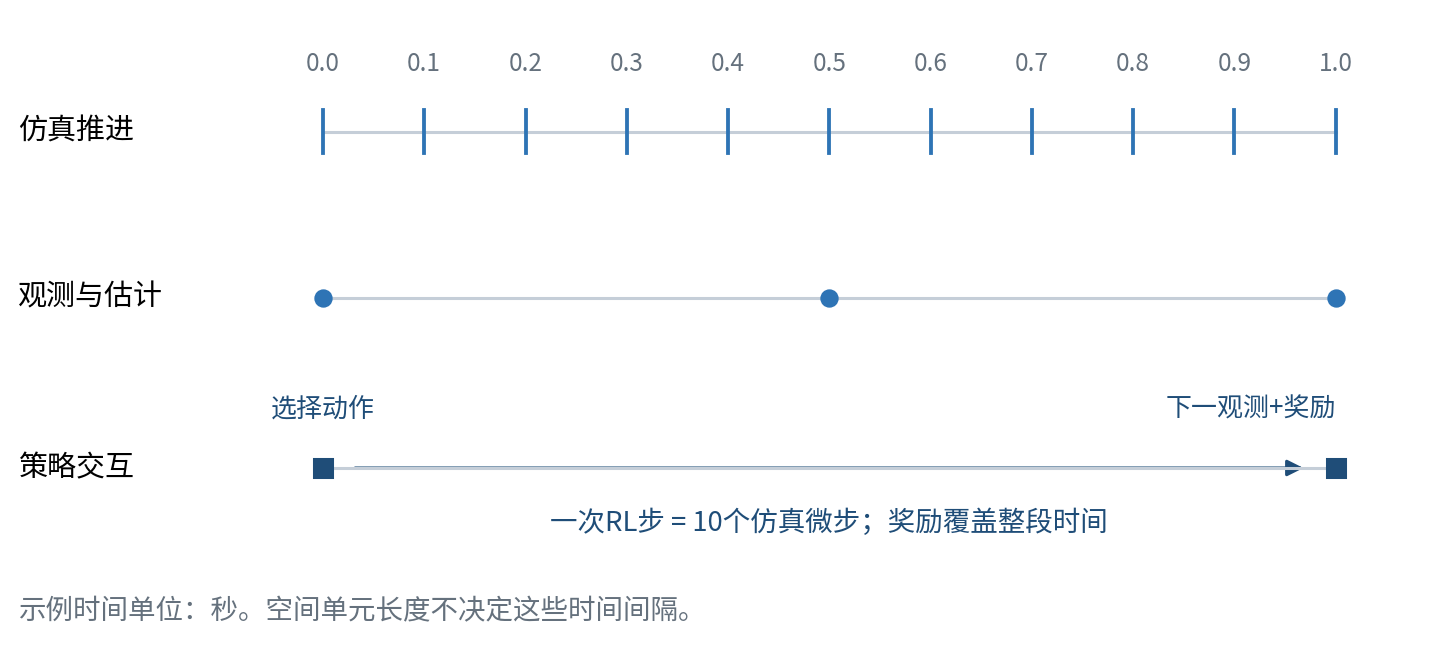 0.0 0.1 0.2 0.3 0.4 0.5 0.6 0.7 0.8 0.9 1.0
仿真推进
观测与估计
选择动作
下一观测+奖励
策略交互
一次RL步 = 10个仿真微步；奖励覆盖整段时间
示例时间单位：秒。空间单元长度不决定这些时间间隔。